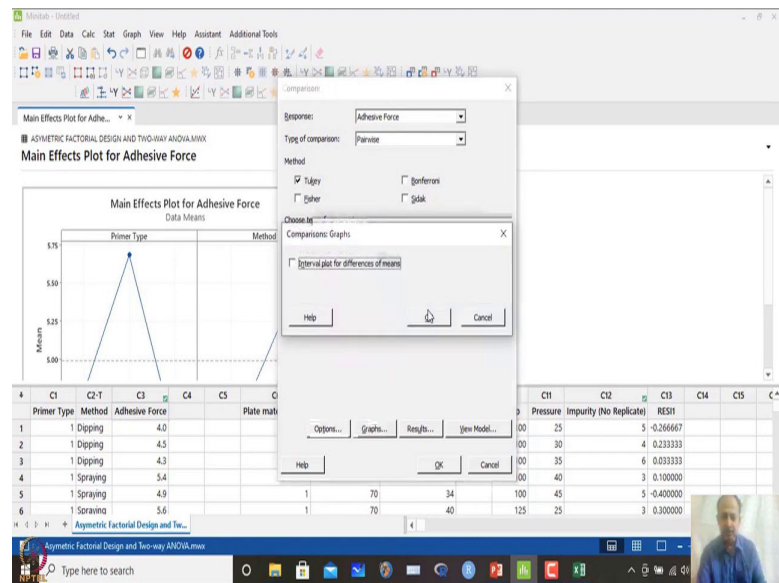 Minitab - Untitled
File Edit Data Calc Stat Graph View Help Assistant Additional Tools
Main Effects Plot for Adhe...
ASYMETRIC FACTORIAL DESIGN AND TWO-WAY ANOVA.MWX
Main Effects Plot for Adhesive Force
Main Effects Plot for Adhesive Force
Data Means
Primer Type Method
Mean
5.75
5.50
5.25
5.00
Comparisons
Response: Adhesive Force
Type of comparison: Pairwise
Method
Tukey Bonferroni
Fisher Sidak
Comparisons: Graphs
Interval plot for differences of means
Help Cancel
Options... Graphs... Results... View Model...
Help OK Cancel
C1 C2-T C3 C4 C5 C11 C12 C13 C14 C15
Primer Type Method Adhesive Force Plate mate Pressure Impurity (No Replicate) RESI1
1 1 Dipping 4.0 00 25 5 -0.266667
2 1 Dipping 4.5 00 30 4 0.233333
3 1 Dipping 4.3 00 35 6 0.033333
4 1 Spraying 5.4 00 40 3 0.100000
5 1 Spraying 4.9 1 70 34 100 45 5 -0.400000
6 1 Spraying 5.6 1 70 40 125 25 3 0.300000
Asymetric Factorial Design and Tw...
Asymetric Factorial Design and Two-way ANOVA.mwx
Type here to search
NPTEL